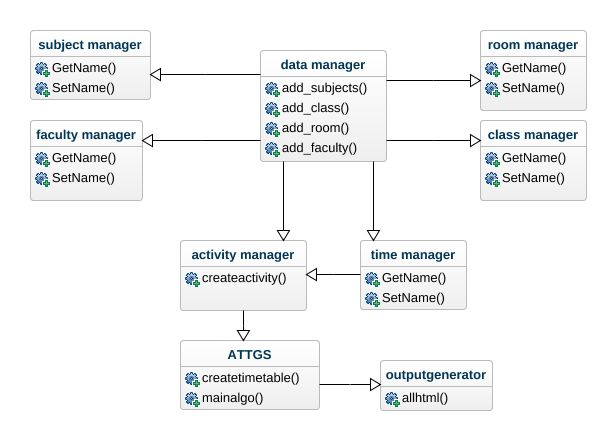 subject manager
GetName()
SetName()
data manager
add_subjects()
add_class()
add_room()
add_faculty()
room manager
GetName()
SetName()
faculty manager
GetName()
SetName()
class manager
GetName()
SetName()
activity manager
createactivity()
time manager
GetName()
SetName()
ATTGS
createtimetable()
mainalgo()
outputgenerator
allhtml()